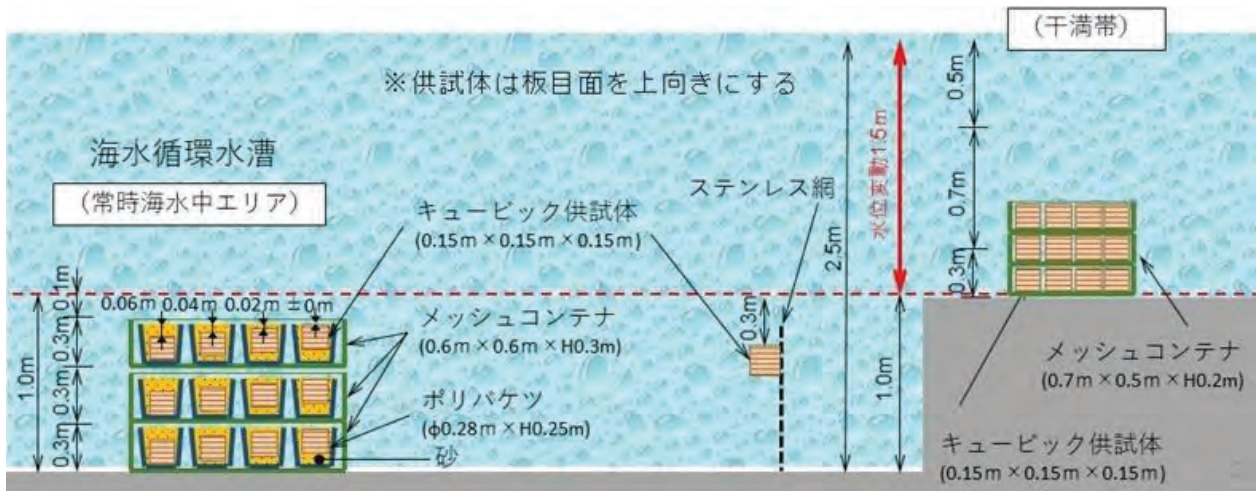 (干満帯)
※供試体は板目面を上向きにする
海水循環水槽
(常時海水中エリア)
キュービック供試体
(0.15m×0.15m×0.15m)
ステンレス網
水位変動1.5m
2.5m
0.5m
0.7m
0.3m
0.1m
0.06m
0.04m
0.02m
±0m
0.3m
0.3m
0.3m
1.0m
メッシュコンテナ
(0.6m×0.6m×H0.3m)
ポリバケツ
(φ0.28m×H0.25m)
砂
0.3m
1.0m
メッシュコンテナ
(0.7m×0.5m×H0.2m)
キュービック供試体
(0.15m×0.15m×0.15m)